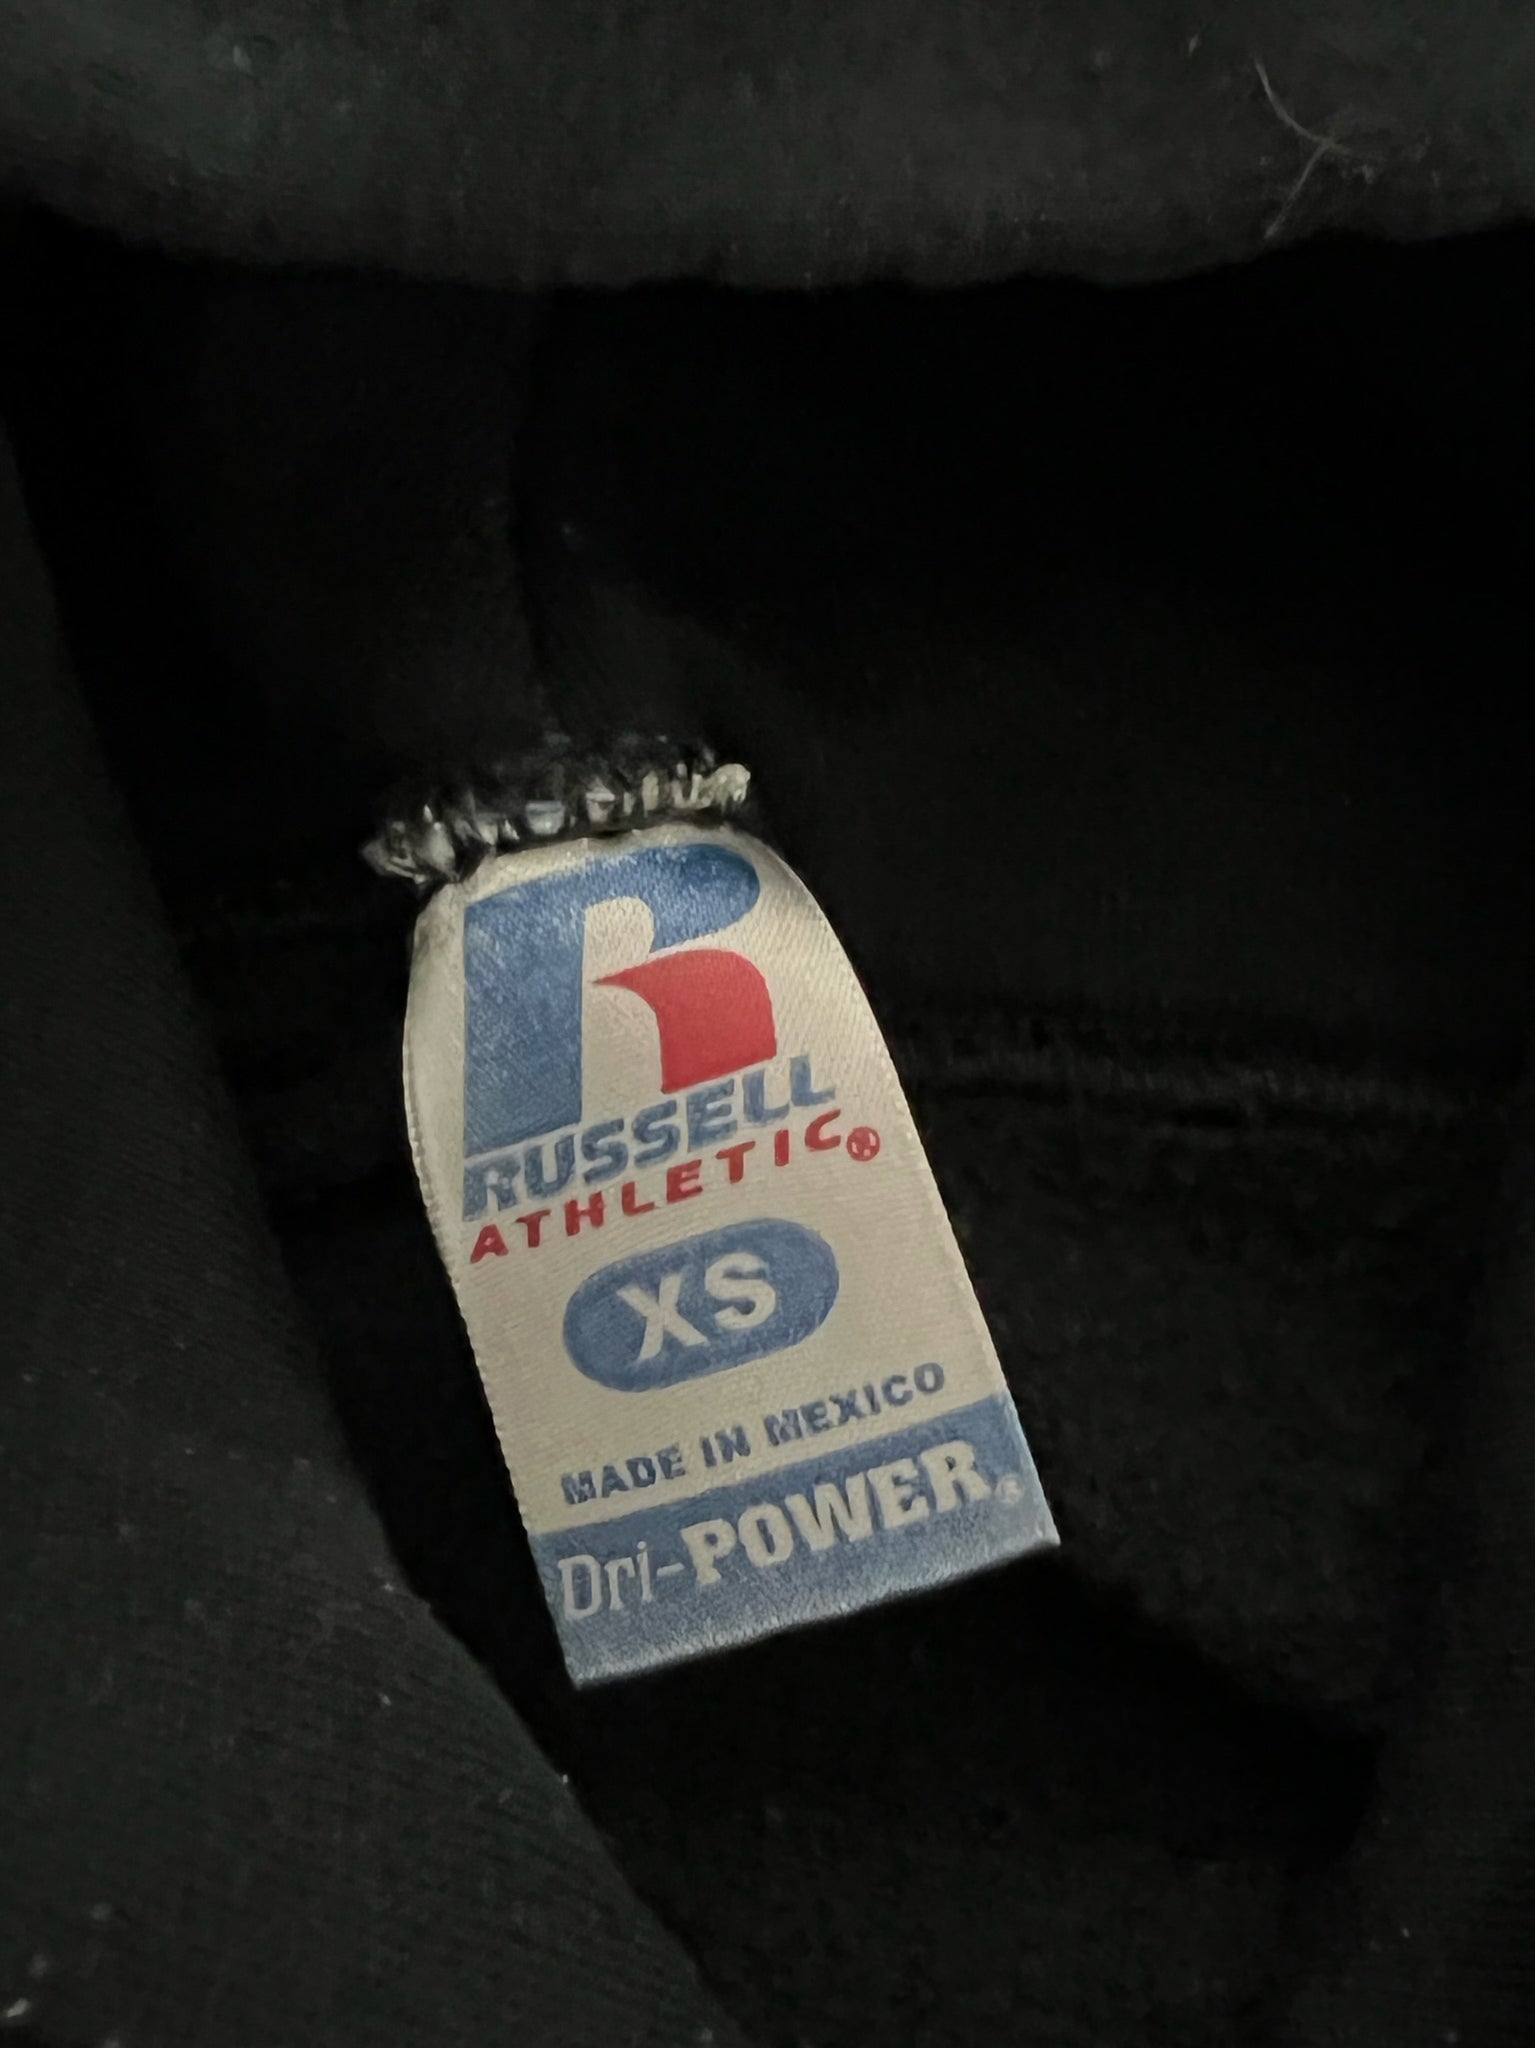 RUSSELL
ATHLETIC®
XS
MADE IN MEXICO
Dri-POWER®